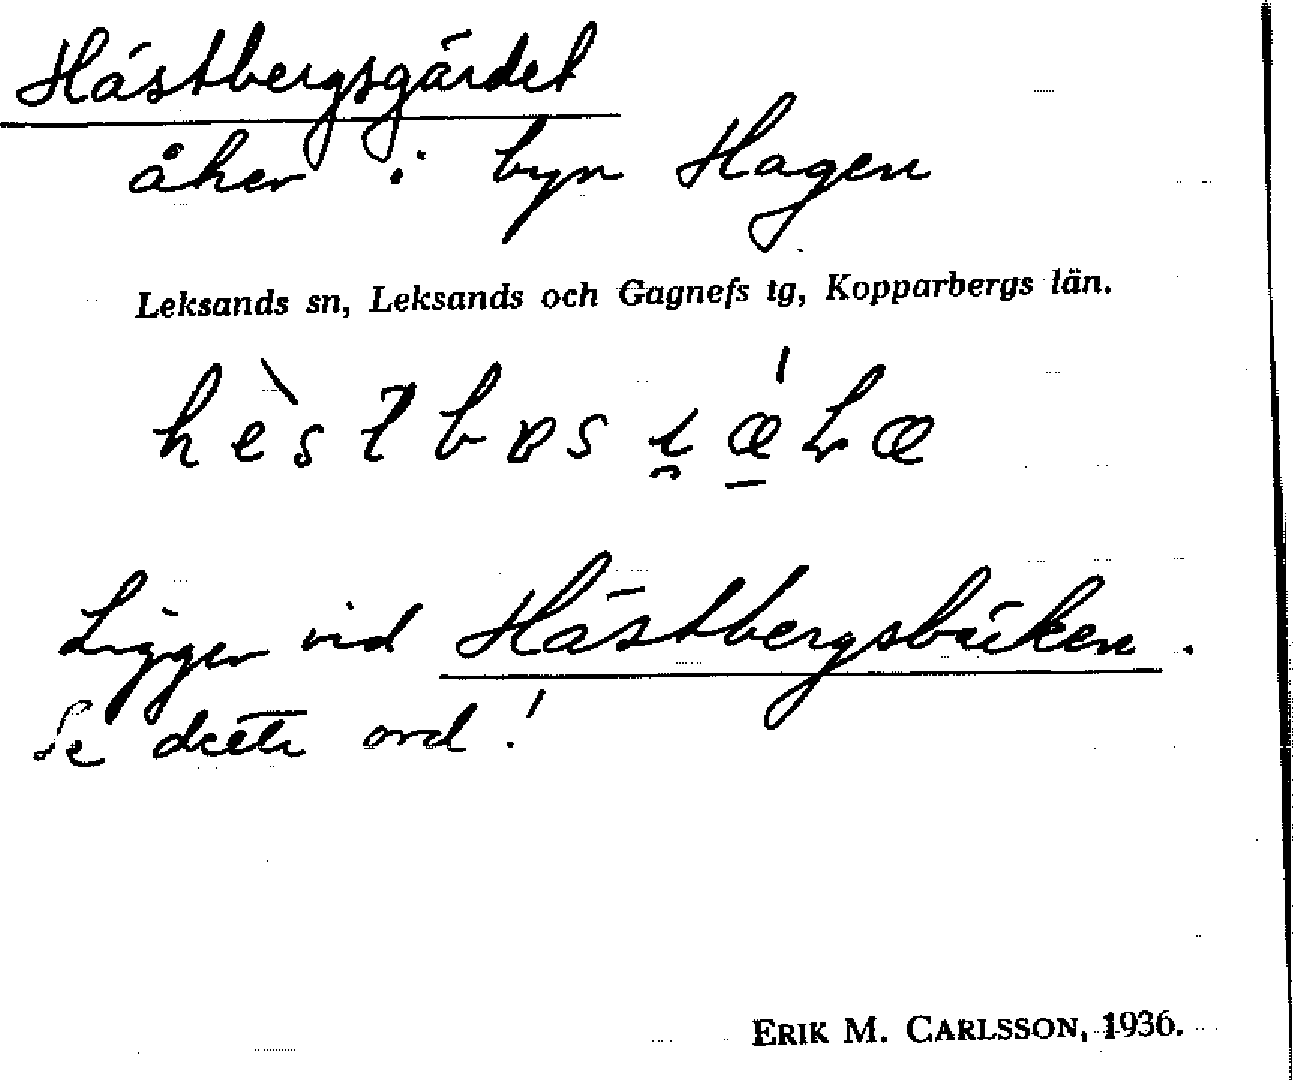 Hästbergsgärdet
åker i byn Hagen
Leksands sn, Leksands och Gagnefs tg, Kopparbergs län.
Ligger vid Hästbergsbäcken.
Se detta ord!
ERIK M. CARLSSON, 1936.